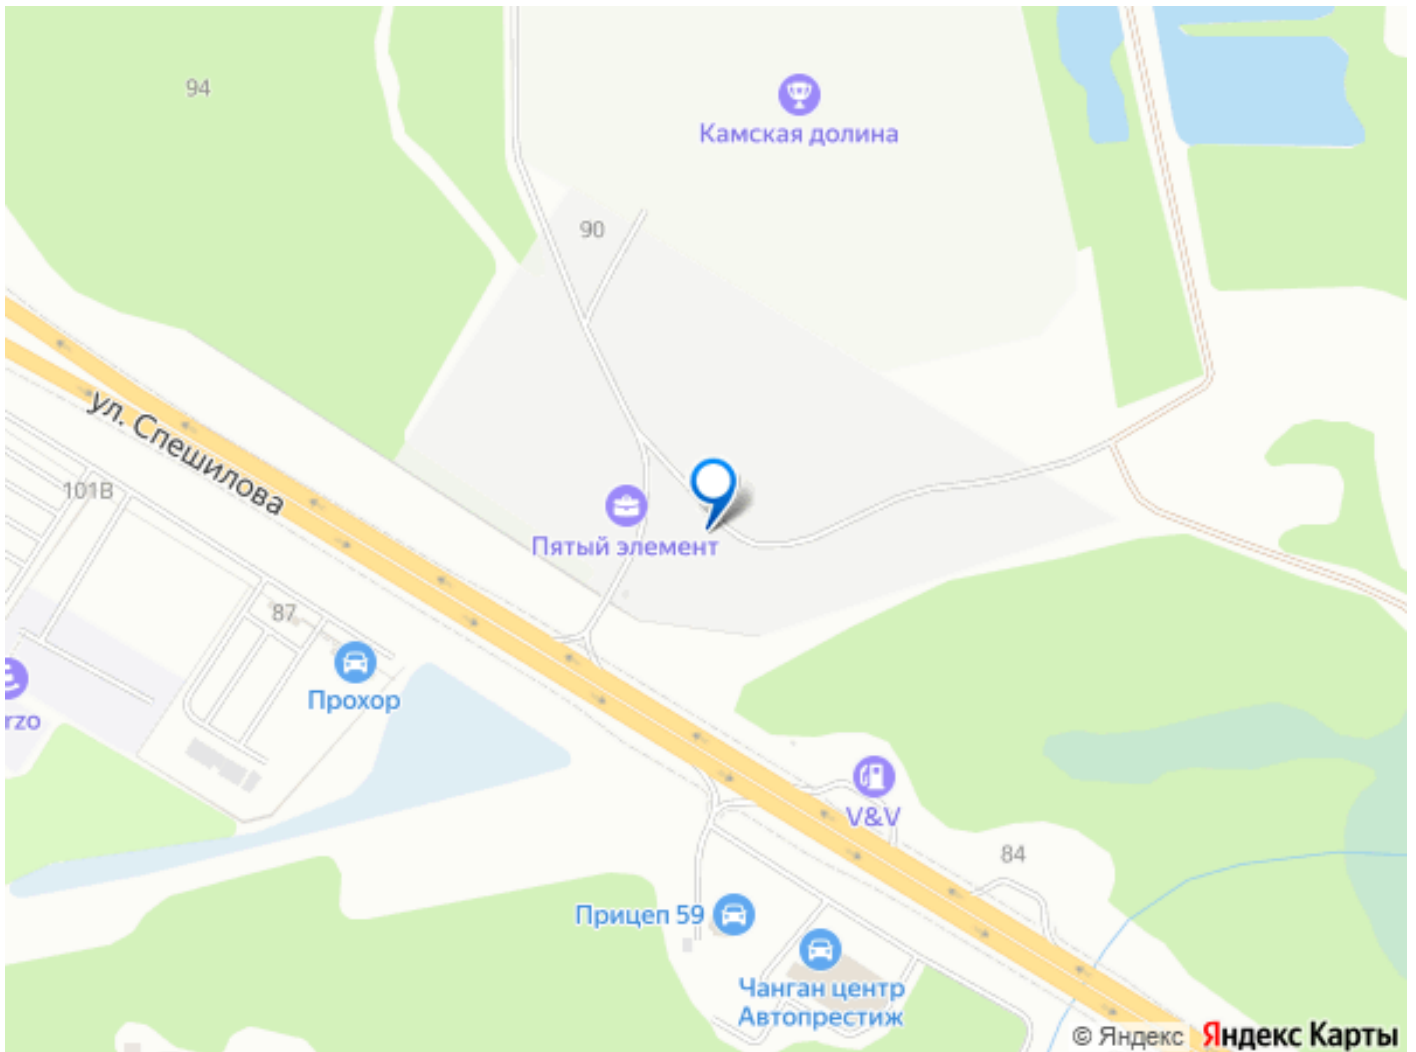 94
Камская долина
90
ул. Спешилова
101В
Пятый элемент
87
Прохор
rzo
V&V
84
Прицеп 59
Чанган центр
Автопрестиж
© Яндекс Яндекс Карты